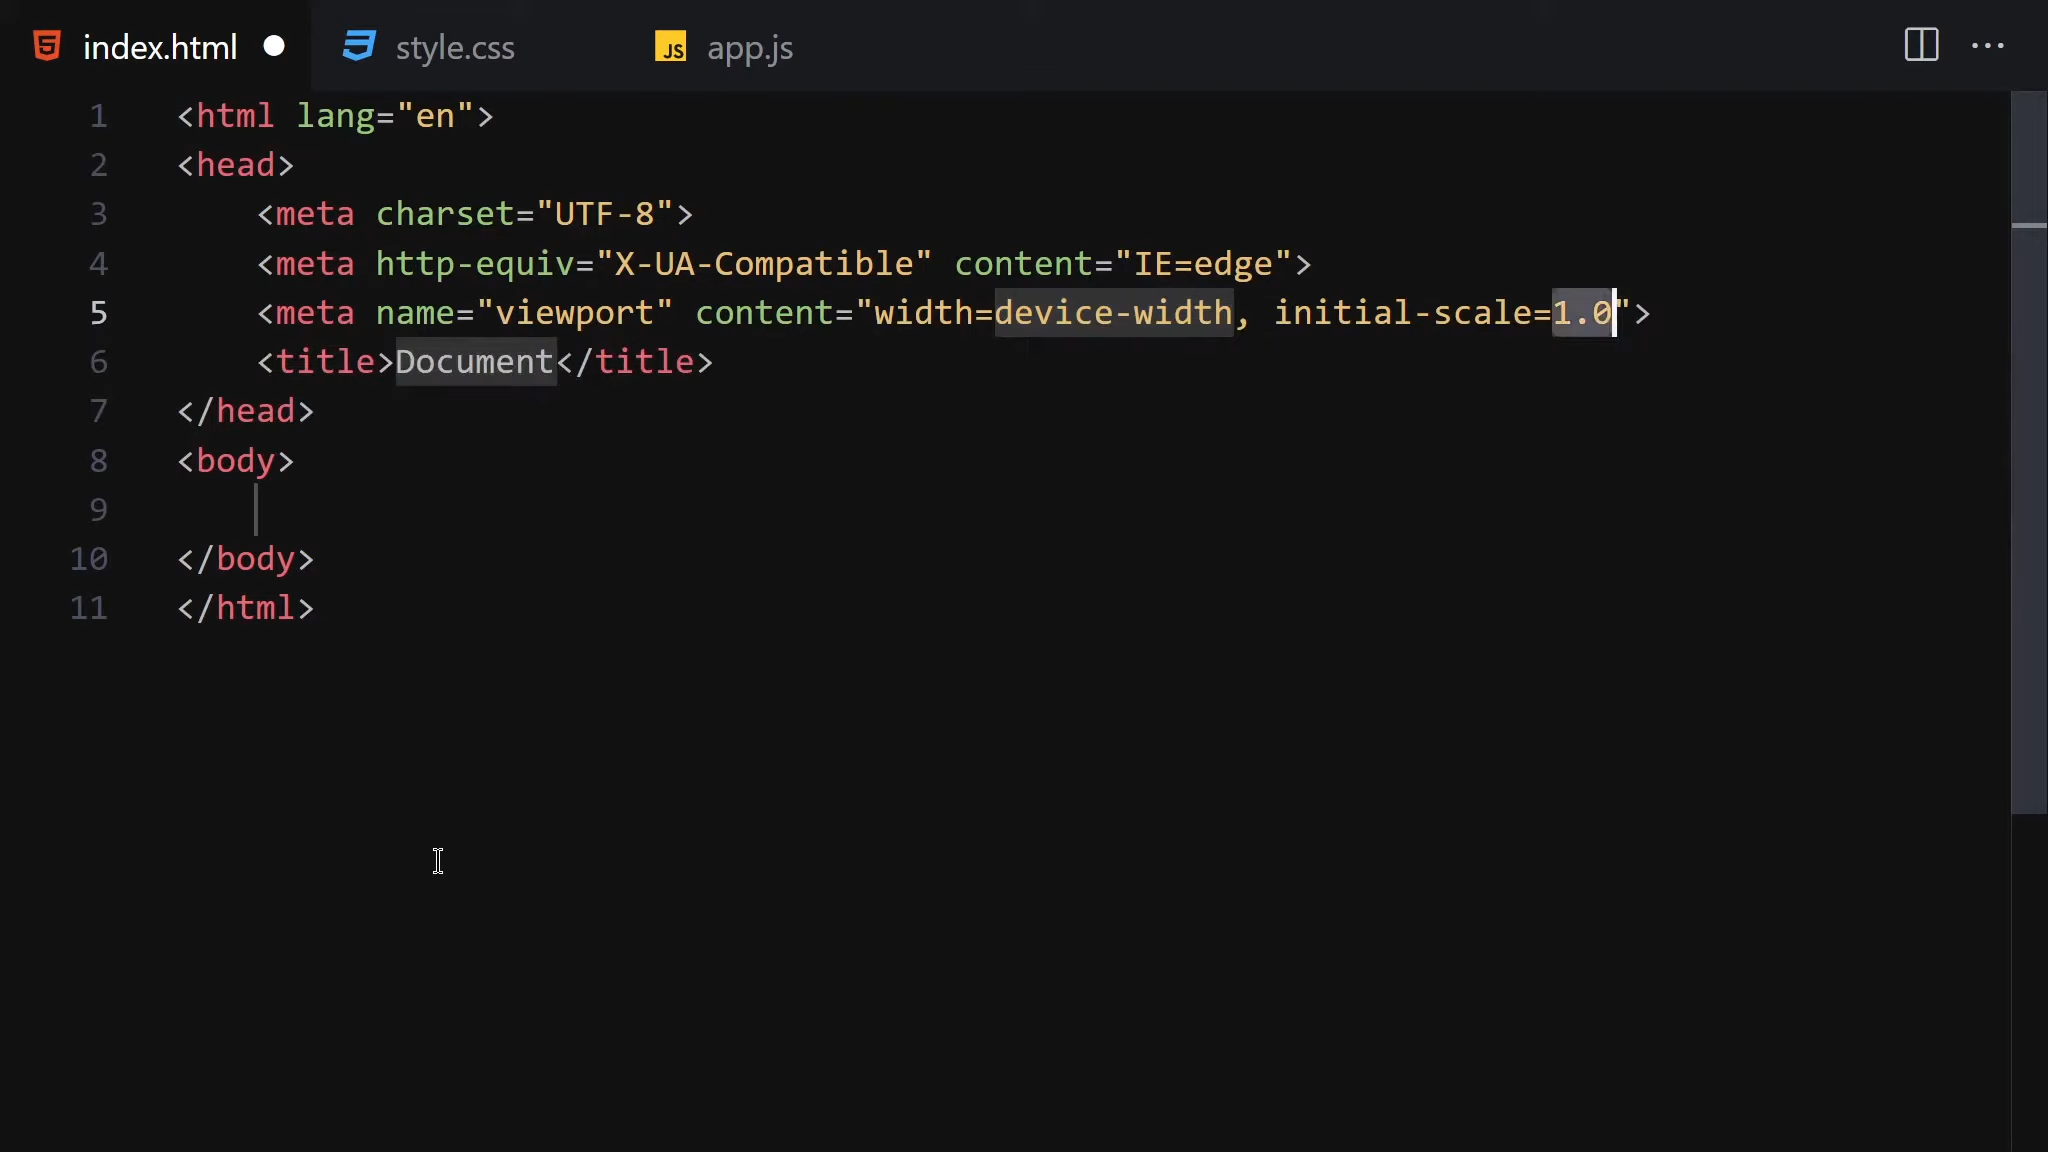 index.html style.css JS app.js
1 <html lang="en">
2 <head>
3     <meta charset="UTF-8">
4     <meta http-equiv="X-UA-Compatible" content="IE=edge">
5     <meta name="viewport" content="width=device-width, initial-scale=1.0">
6     <title>Document</title>
7 </head>
8 <body>
9
10 </body>
11 </html>